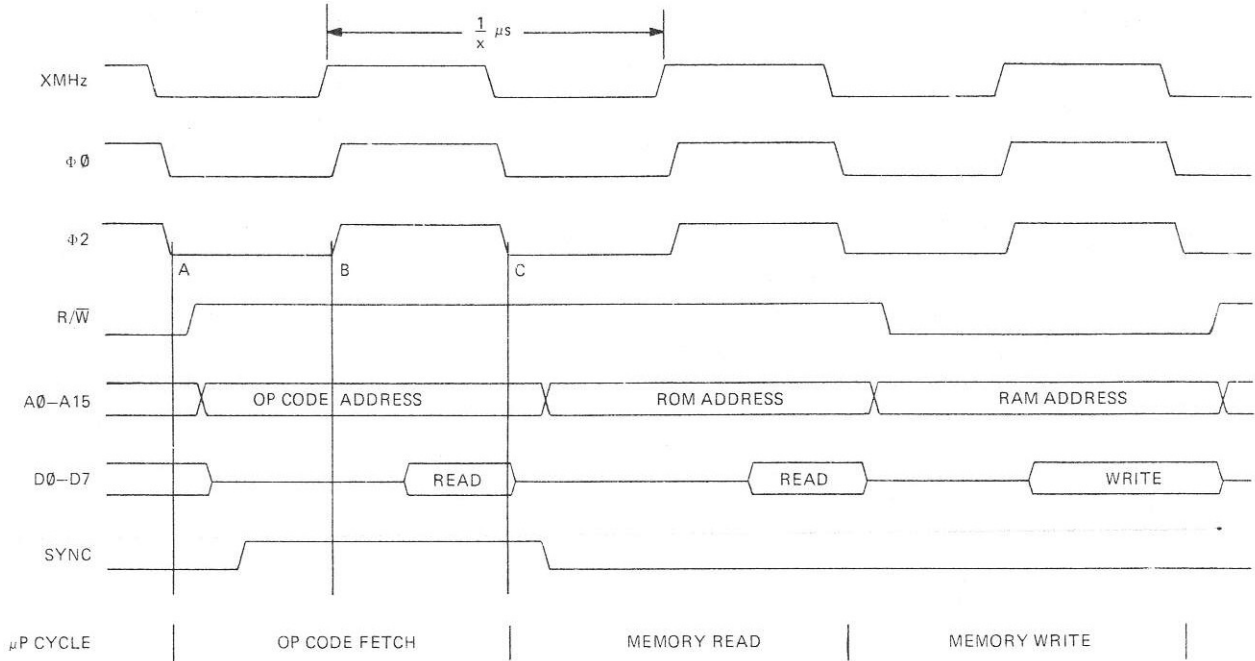 1/x μs
XMHz
Φ0
Φ2
A B C
R/W̅
A0–A15 OP CODE ADDRESS ROM ADDRESS RAM ADDRESS
D0–D7 READ READ WRITE
SYNC
μP CYCLE OP CODE FETCH MEMORY READ MEMORY WRITE